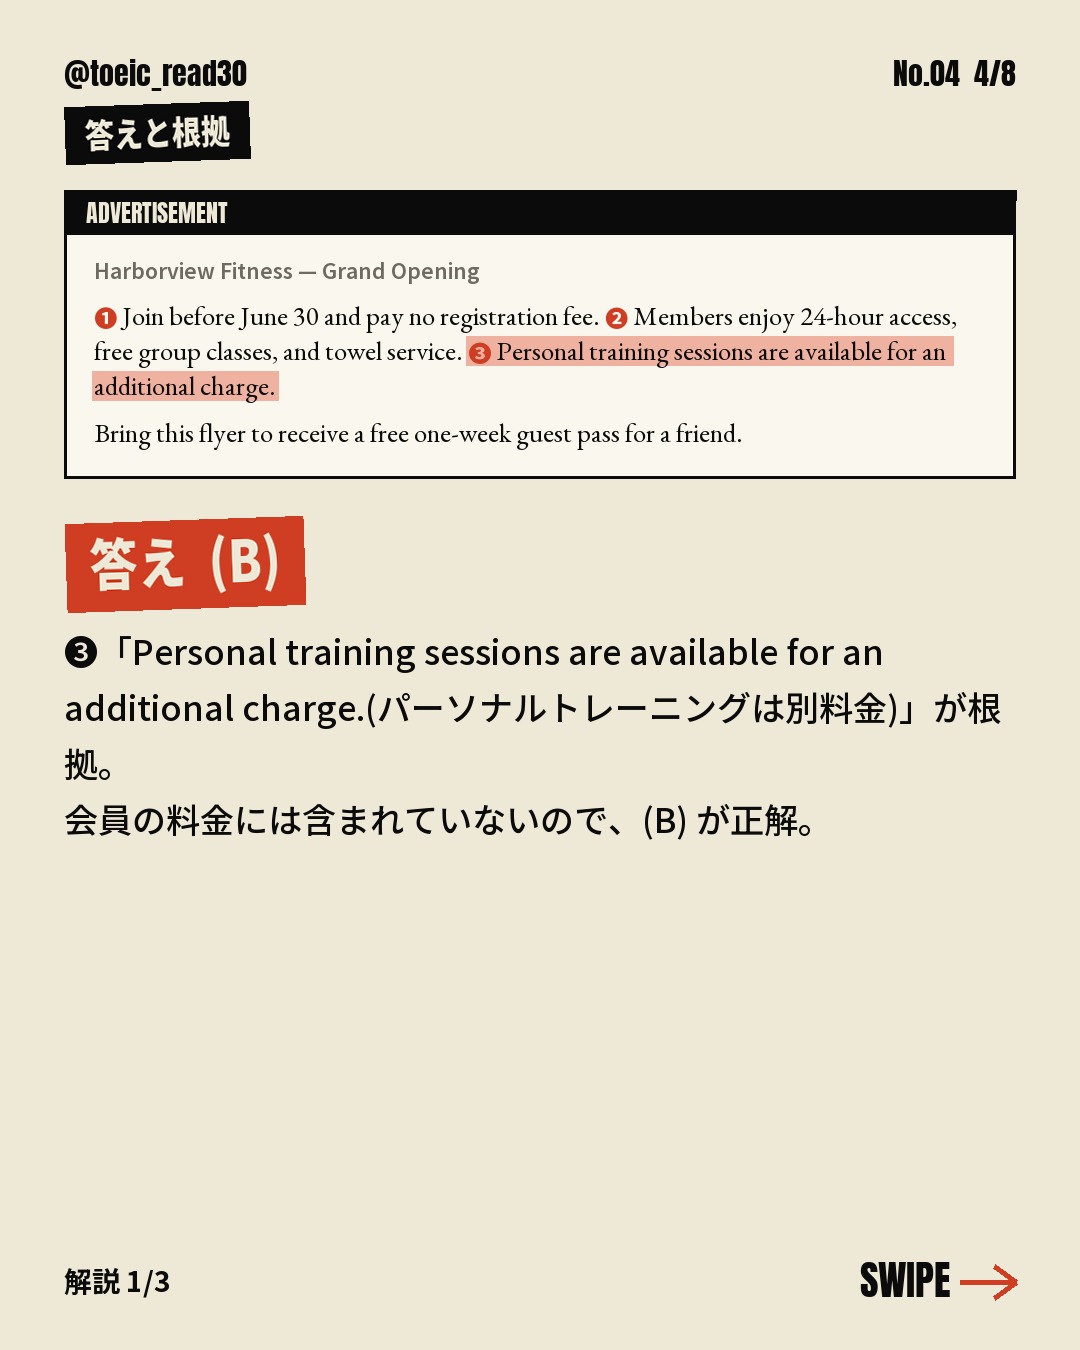 @toeic_read30
No.04 4/8
答えと根拠
ADVERTISEMENT
Harborview Fitness — Grand Opening
❶ Join before June 30 and pay no registration fee. ❷ Members enjoy 24-hour access,
free group classes, and towel service. ❸ Personal training sessions are available for an
additional charge.
Bring this flyer to receive a free one-week guest pass for a friend.
答え (B)
❸「Personal training sessions are available for an
additional charge.(パーソナルトレーニングは別料金)」が根
拠。
会員の料金には含まれていないので、(B) が正解。
解説 1/3
SWIPE